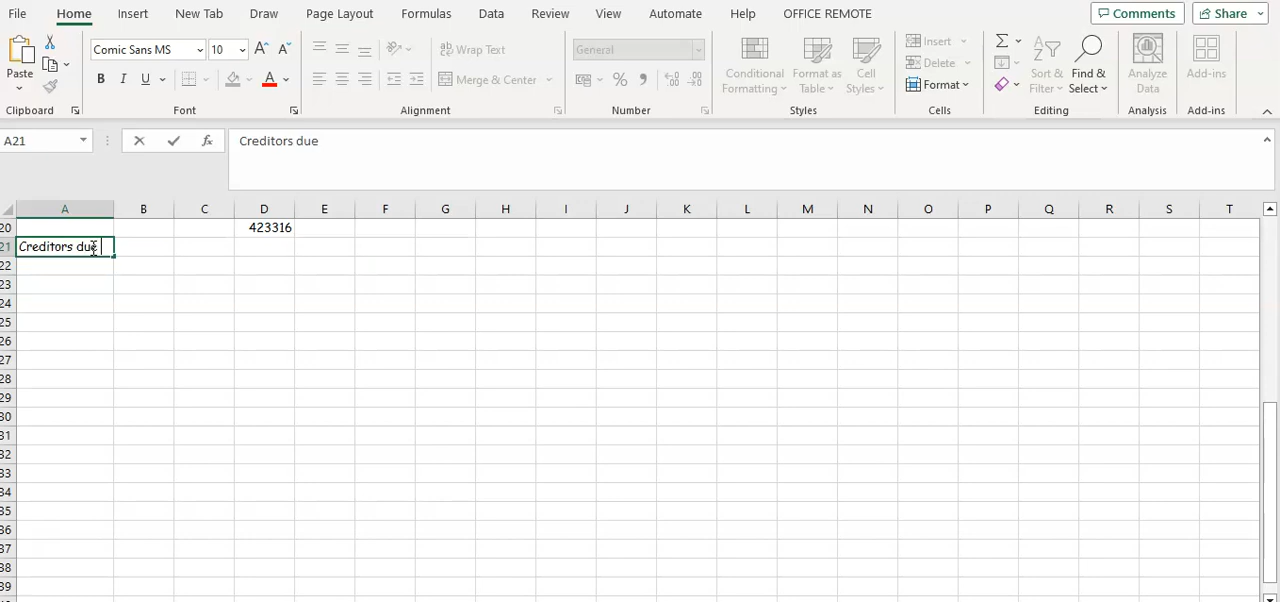 File Home Insert New Tab Draw Page Layout Formulas Data Review View Automate Help OFFICE REMOTE Comments Share
Comic Sans MS 10 A A Wrap Text General Insert Σ
Paste B I U A Merge & Center % Conditional Formatting Format as Table Cell Styles Delete Format Sort & Filter Find & Select Analyze Data Add-ins
Clipboard Font Alignment Number Styles Cells Editing Analysis Add-ins
A21 fx Creditors due
A B C D E F G H I J K L M N O P Q R S T
20 423316
21 Creditors due
22
23
24
25
26
27
28
29
30
31
32
33
34
35
36
37
38
39